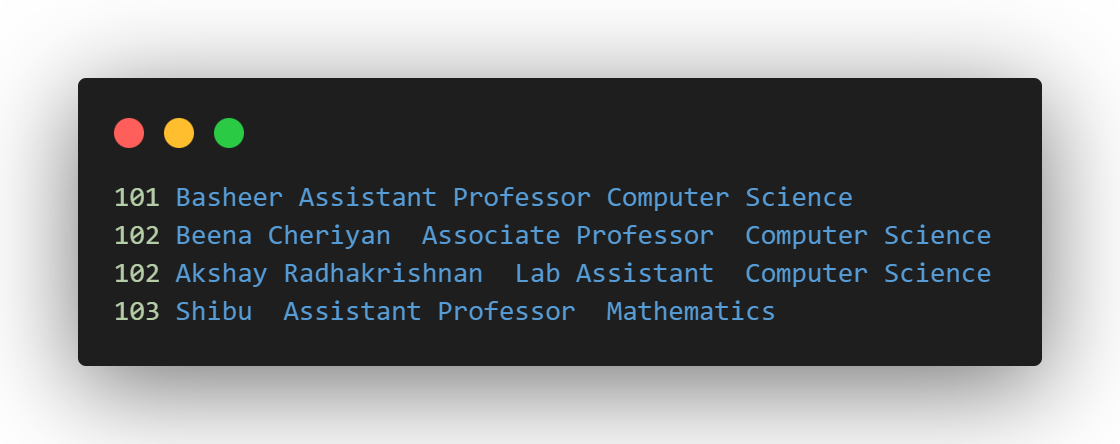 101 Basheer Assistant Professor Computer Science
102 Beena Cheriyan  Associate Professor  Computer Science
102 Akshay Radhakrishnan  Lab Assistant  Computer Science
103 Shibu  Assistant Professor  Mathematics